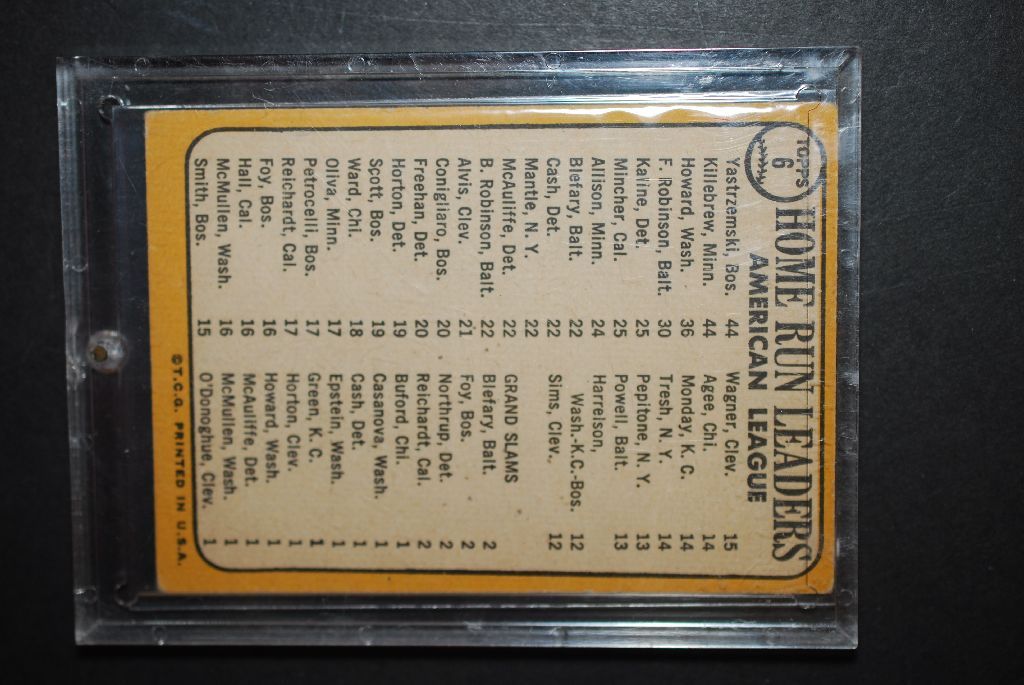 TOPPS
6
HOME RUN LEADERS
AMERICAN LEAGUE
Yastrzemski, Bos. 44
Killebrew, Minn. 44
Howard, Wash. 36
F. Robinson, Balt. 30
Kaline, Det. 25
Mincher, Cal. 25
Allison, Minn. 24
Blefary, Balt. 22
Cash, Det. 22
Mantle, N. Y. 22
McAuliffe, Det. 22
B. Robinson, Balt. 22
Alvis, Clev. 21
Conigliaro, Bos. 20
Freehan, Det. 20
Horton, Det. 19
Scott, Bos. 19
Ward, Chi. 18
Oliva, Minn. 17
Petrocelli, Bos. 17
Reichardt, Cal. 17
Foy, Bos. 16
Hall, Cal. 16
McMullen, Wash. 16
Smith, Bos. 15
Wagner, Clev. 15
Agee, Chi. 14
Monday, K. C. 14
Tresh, N. Y. 14
Pepitone, N. Y. 13
Powell, Balt. 13
Harrelson,
Wash.-K.C.-Bos. 12
Sims, Clev. 12
GRAND SLAMS
Blefary, Balt. 2
Foy, Bos. 2
Northrup, Det. 2
Reichardt, Cal. 2
Buford, Chi. 1
Casanova, Wash. 1
Cash, Det. 1
Epstein, Wash. 1
Green, K. C. 1
Horton, Clev. 1
Howard, Wash. 1
McAuliffe, Det. 1
McMullen, Wash. 1
O'Donoghue, Clev. 1
©T.C.G. PRINTED IN U.S.A.